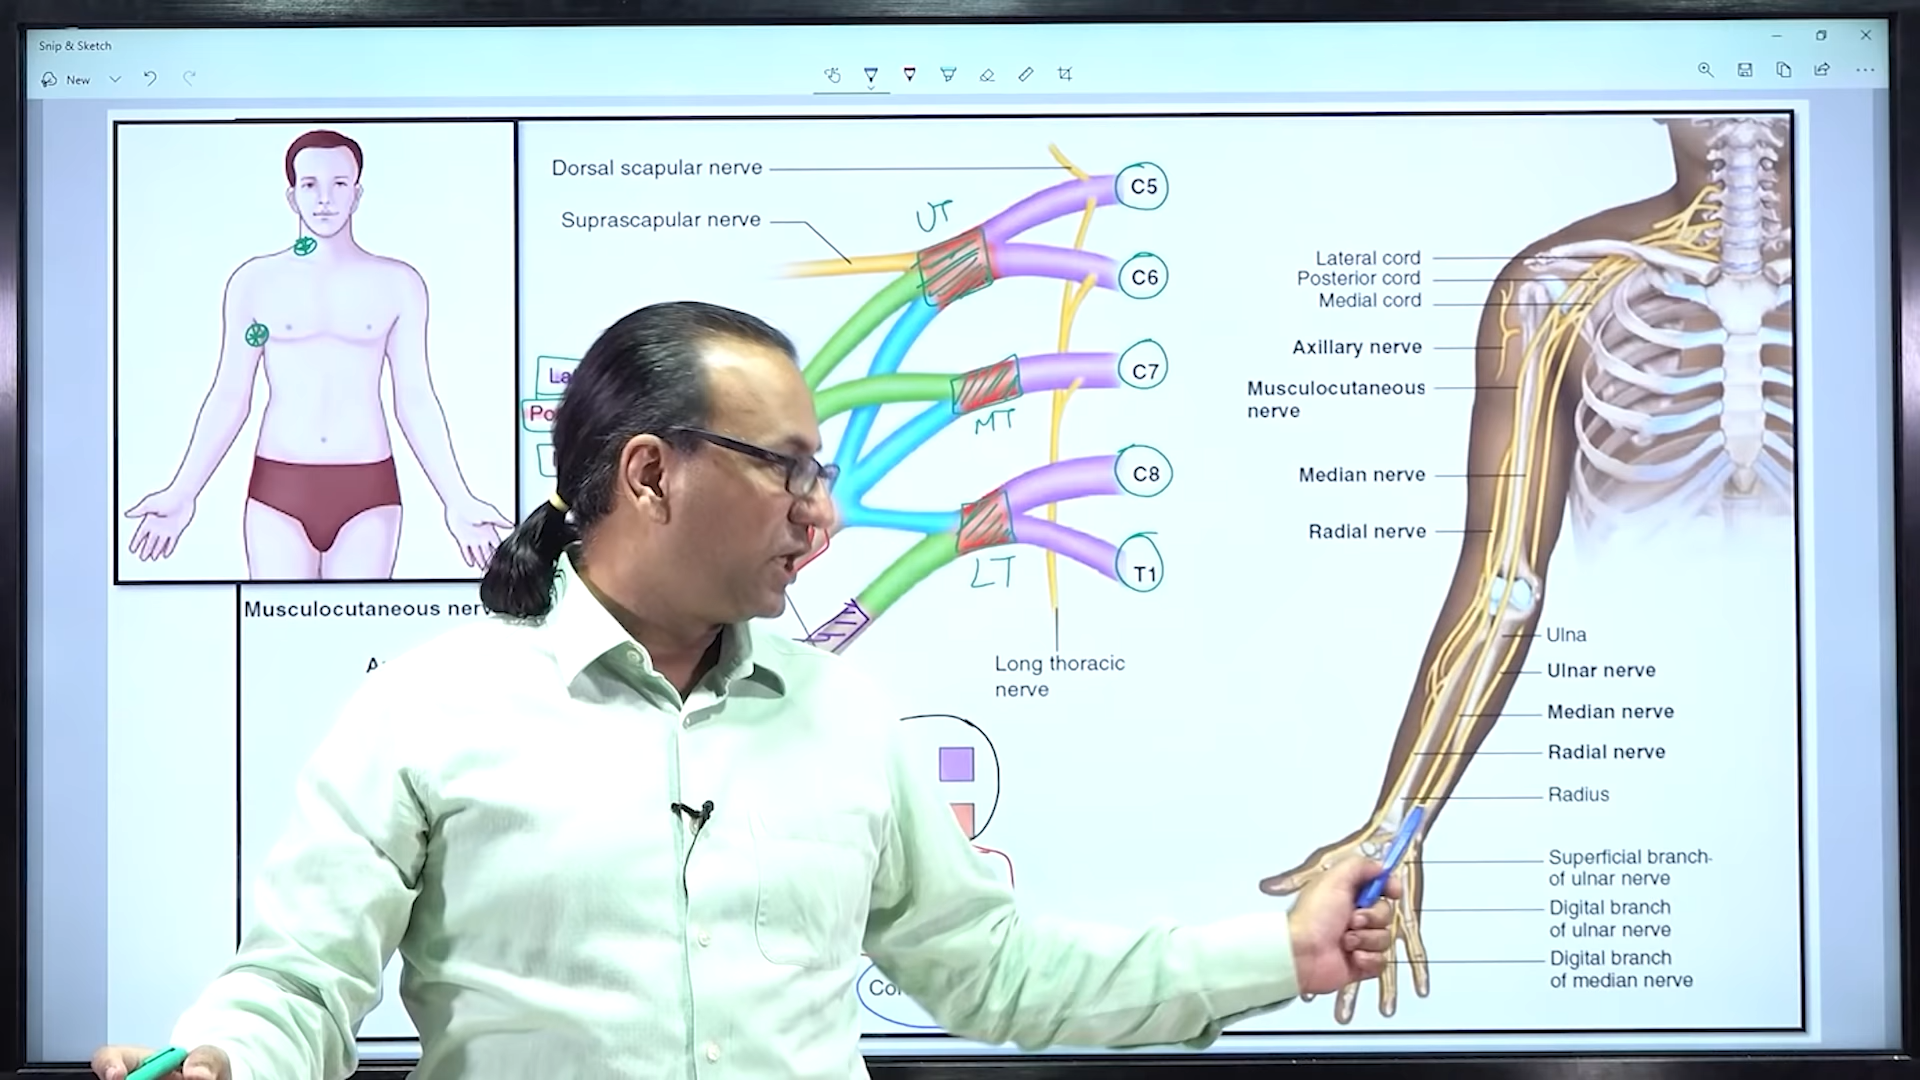 Snip & Sketch
New
Dorsal scapular nerve
Suprascapular nerve
UT
C5
C6
C7
MT
C8
T1
LT
Long thoracic
nerve
Lateral cord
Posterior cord
Medial cord
Axillary nerve
Musculocutaneous
nerve
Median nerve
Radial nerve
Ulna
Ulnar nerve
Median nerve
Radial nerve
Radius
Superficial branch
of ulnar nerve
Digital branch
of ulnar nerve
Digital branch
of median nerve
Musculocutaneous